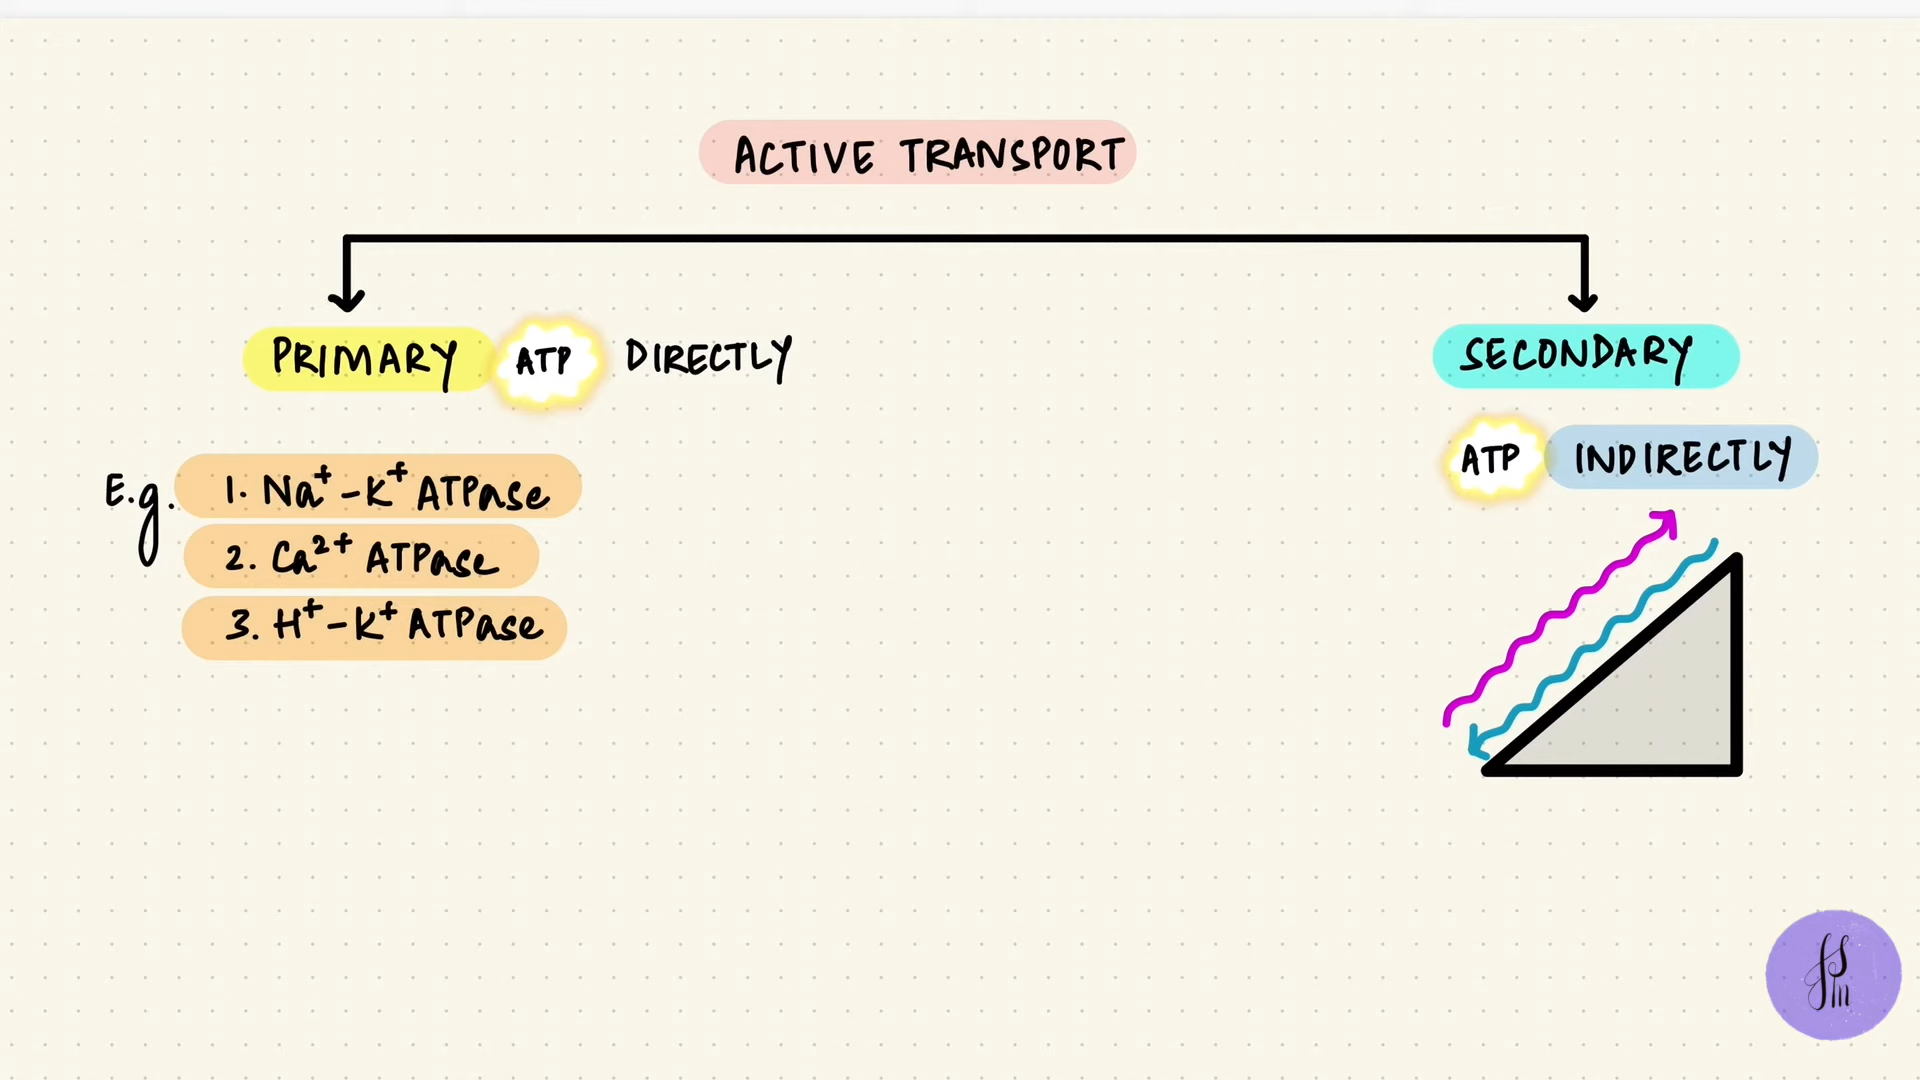 ACTIVE TRANSPORT
PRIMARY ATP DIRECTLY
SECONDARY
ATP INDIRECTLY
E.g. 1. Na⁺-K⁺ ATPase
2. Ca²⁺ ATPase
3. H⁺-K⁺ ATPase